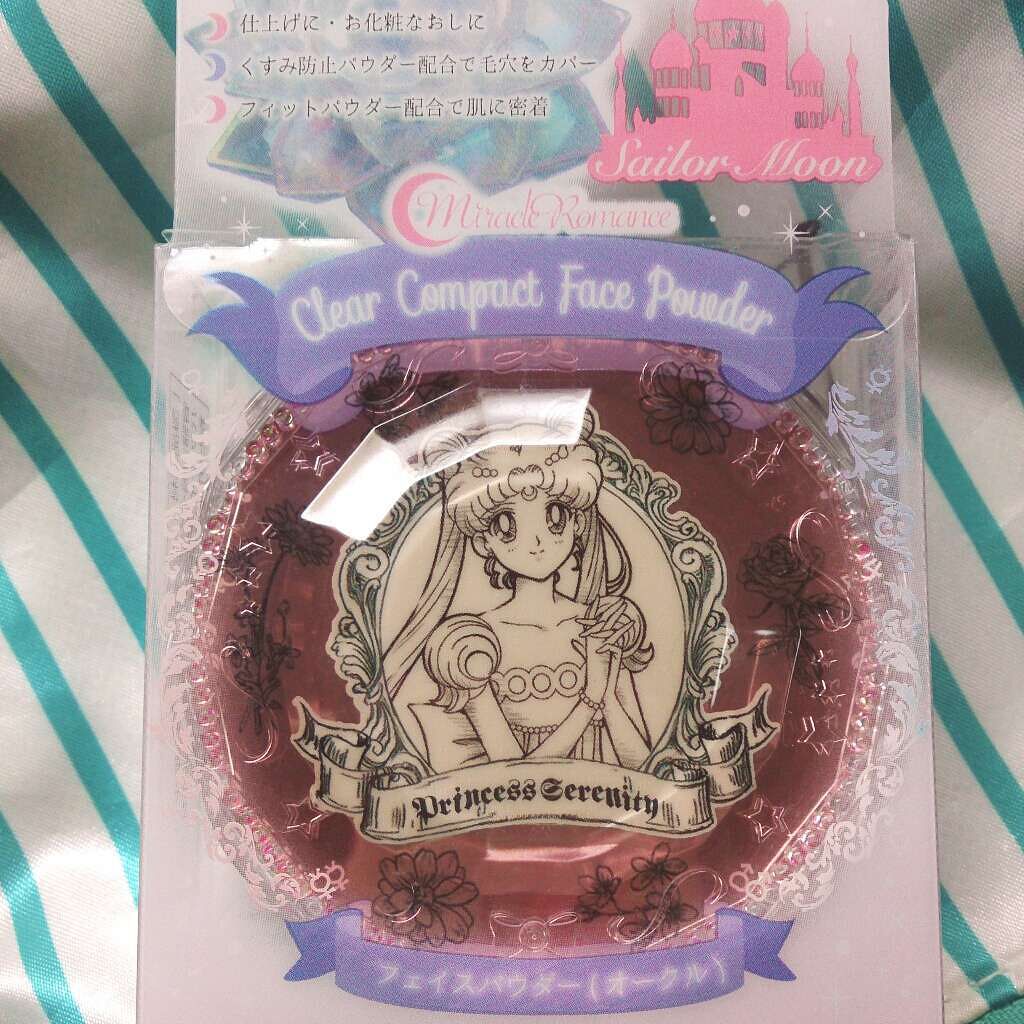 仕上げに・お化粧なおしに
くすみ防止パウダー配合で毛穴をカバー
フィットパウダー配合で肌に密着
Sailor Moon
Miracle Romance
Clear Compact Face Powder
Princess Serenity
フェイスパウダー(オークル)